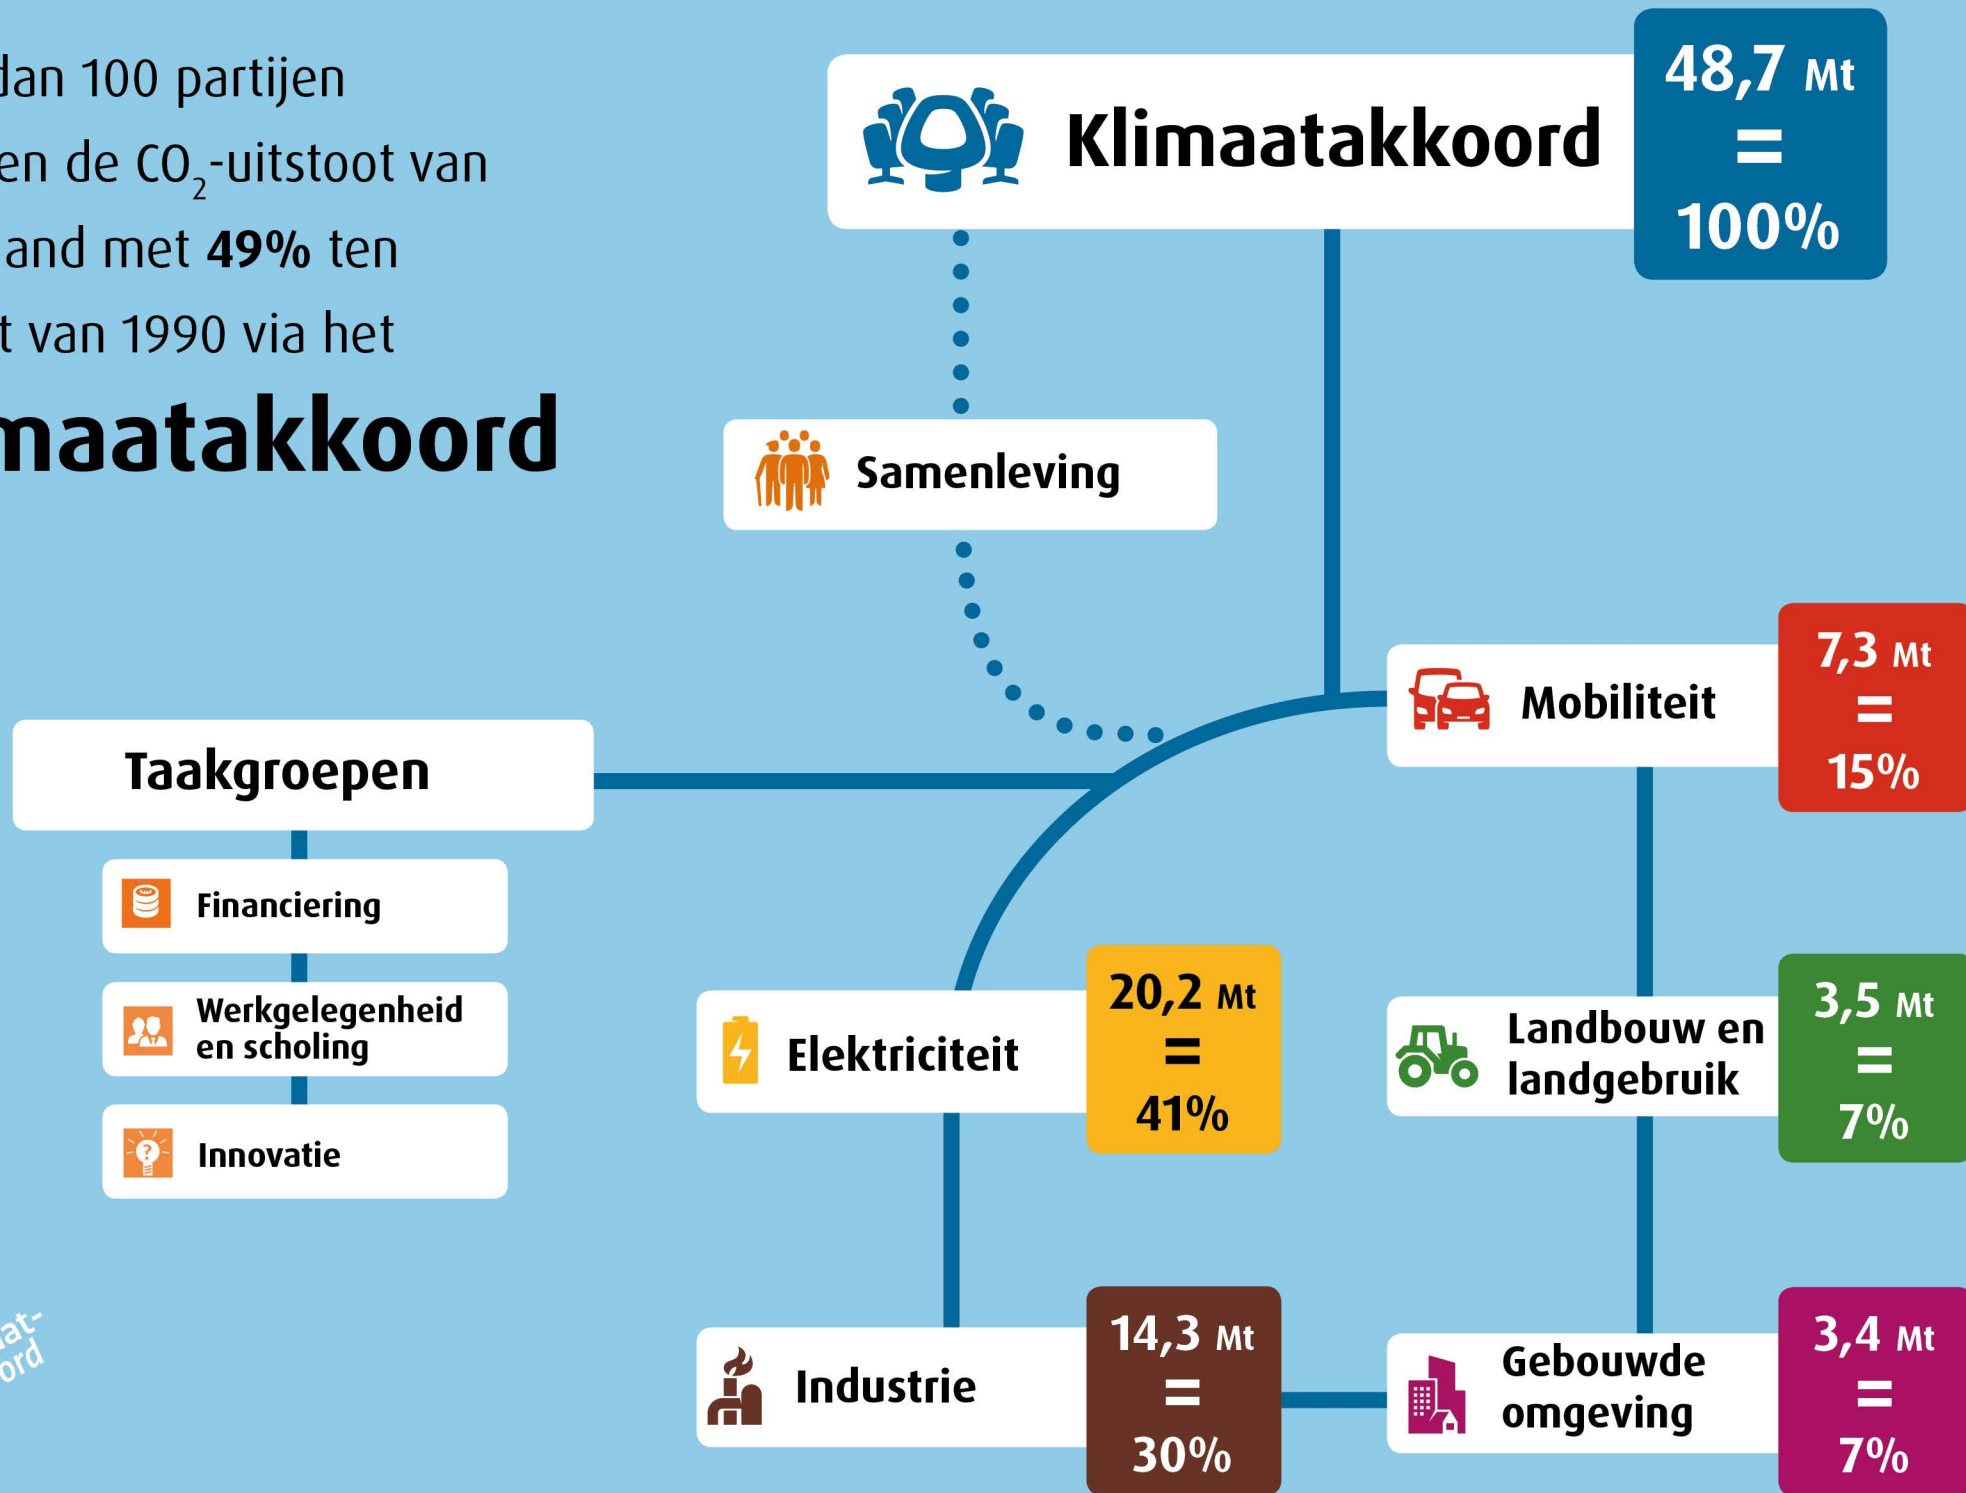 dan 100 partijen
en de CO₂-uitstoot van
and met 49% ten
t van 1990 via het
maatakkoord
Klimaatakkoord
48,7 Mt
=
100%
Samenleving
Mobiliteit
7,3 Mt
=
15%
Taakgroepen
Financiering
Werkgelegenheid
en scholing
Innovatie
Elektriciteit
20,2 Mt
=
41%
Landbouw en
landgebruik
3,5 Mt
=
7%
Industrie
14,3 Mt
=
30%
Gebouwde
omgeving
3,4 Mt
=
7%
at-
ord